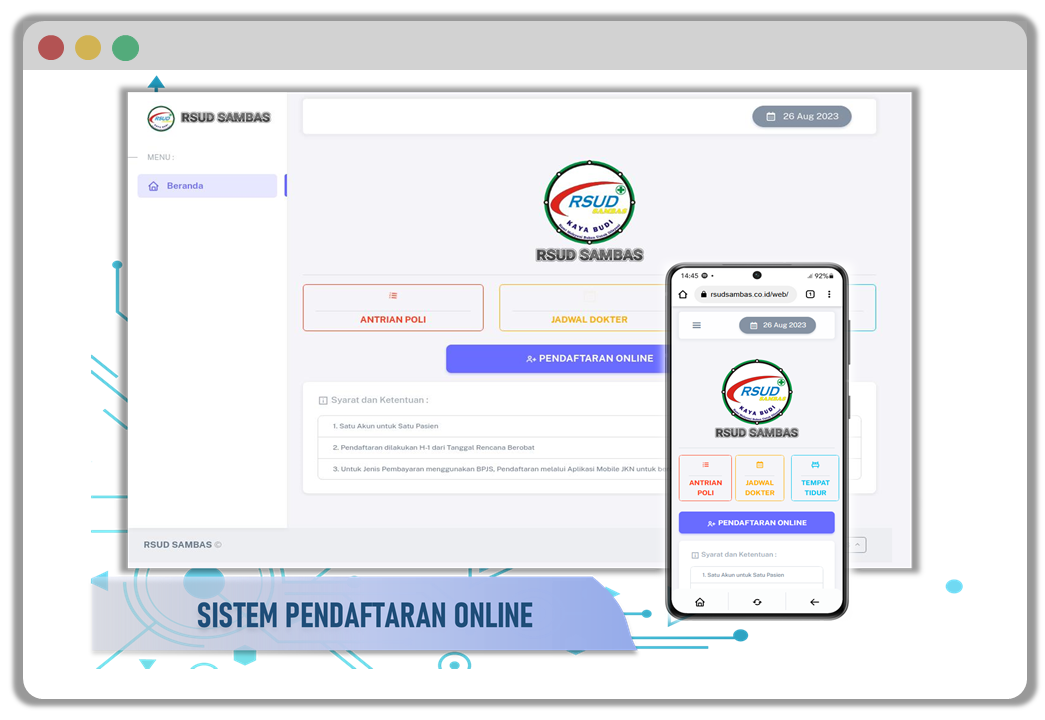 RSUD SAMBAS
26 Aug 2023
MENU :
Beranda
RSUD
SAMBAS
KAYA BUDI
RSUD SAMBAS
ANTRIAN POLI
JADWAL DOKTER
PENDAFTARAN ONLINE
Syarat dan Ketentuan :
1. Satu Akun untuk Satu Pasien
2. Pendaftaran dilakukan H-1 dari Tanggal Rencana Berobat
3. Untuk Jenis Pembayaran menggunakan BPJS, Pendaftaran melalui Aplikasi Mobile JKN untuk
RSUD SAMBAS ©
14:45
92%
rsudsambas.co.id/web/
1
26 Aug 2023
RSUD
SAMBAS
KAYA BUDI
RSUD SAMBAS
ANTRIAN
POLI
JADWAL
DOKTER
TEMPAT
TIDUR
PENDAFTARAN ONLINE
Syarat dan Ketentuan :
1. Satu Akun untuk Satu Pasien
SISTEM PENDAFTARAN ONLINE